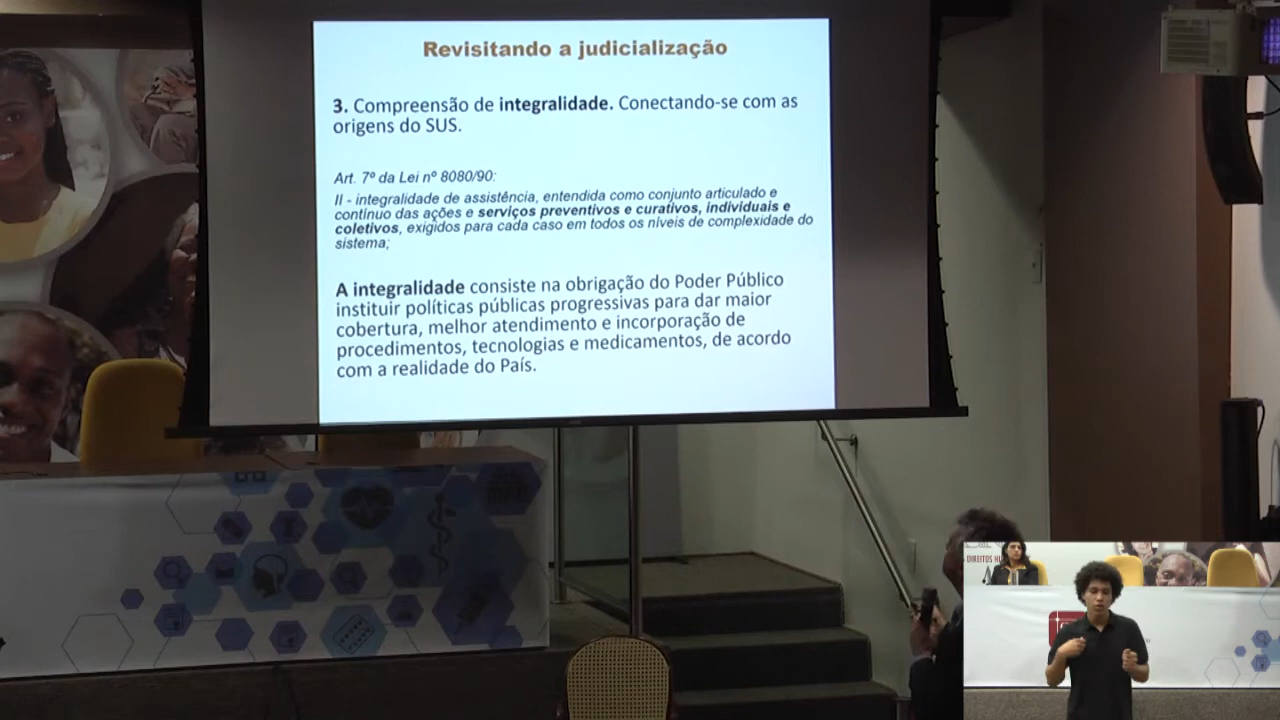 Revisitando a judicialização
3. Compreensão de integralidade. Conectando-se com as
origens do SUS.
Art. 7º da Lei nº 8080/90:
II - integralidade de assistência, entendida como conjunto articulado e
contínuo das ações e serviços preventivos e curativos, individuais e
coletivos, exigidos para cada caso em todos os níveis de complexidade do
sistema;
A integralidade consiste na obrigação do Poder Público
instituir políticas públicas progressivas para dar maior
cobertura, melhor atendimento e incorporação de
procedimentos, tecnologias e medicamentos, de acordo
com a realidade do País.
DIREITOS